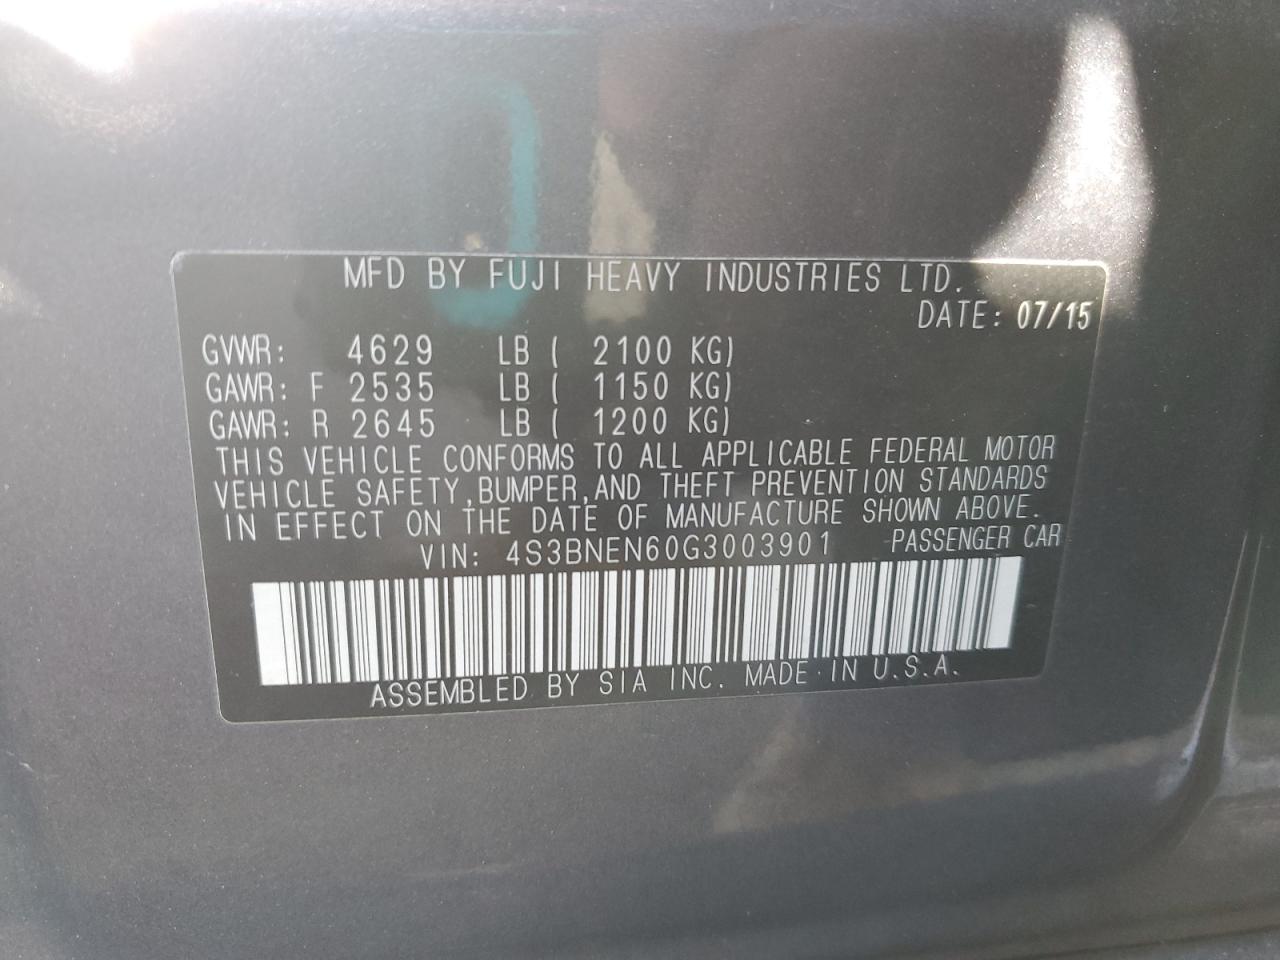 MFD BY FUJI HEAVY INDUSTRIES LTD.
DATE: 07/15
GVWR: 4629 LB ( 2100 KG)
GAWR: F 2535 LB ( 1150 KG)
GAWR: R 2645 LB ( 1200 KG)
THIS VEHICLE CONFORMS TO ALL APPLICABLE FEDERAL MOTOR
VEHICLE SAFETY,BUMPER,AND THEFT PREVENTION STANDARDS
IN EFFECT ON THE DATE OF MANUFACTURE SHOWN ABOVE.
VIN: 4S3BNEN60G3003901 PASSENGER CAR
ASSEMBLED BY SIA INC. MADE IN U.S.A.